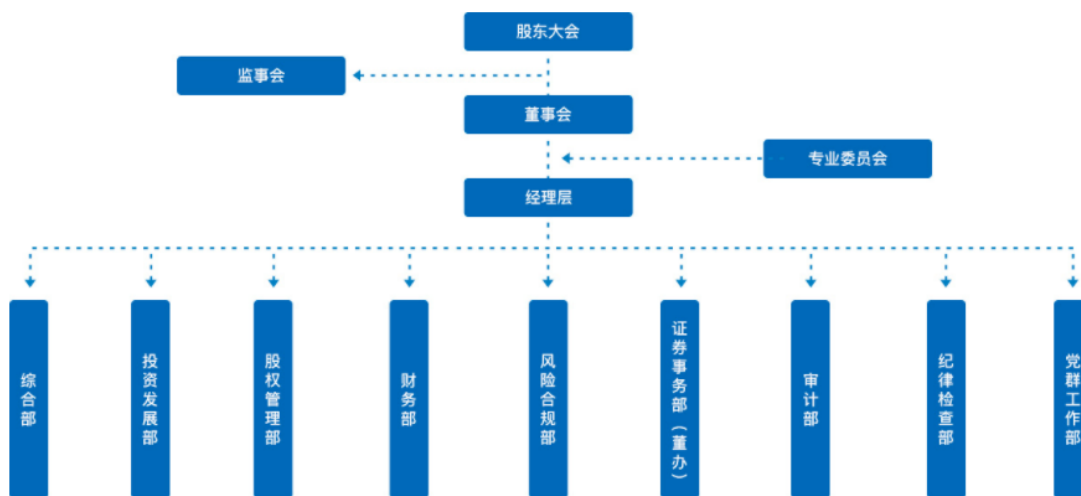 股东大会
监事会
董事会
专业委员会
经理层
综合部
投资发展部
股权管理部
财务部
风险合规部
证券事务部（董办）
审计部
纪律检查部
党群工作部